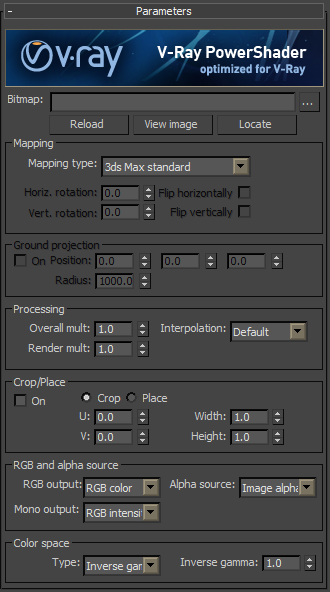 - Parameters
v·ray V-Ray PowerShader
optimized for V-Ray
Bitmap: ...
Reload View image Locate
Mapping
Mapping type: 3ds Max standard
Horiz. rotation: 0.0 Flip horizontally
Vert. rotation: 0.0 Flip vertically
Ground projection
On Position: 0.0 0.0 0.0
Radius: 1000.0
Processing
Overall mult: 1.0 Interpolation: Default
Render mult: 1.0
Crop/Place
On Crop Place
U: 0.0 Width: 1.0
V: 0.0 Height: 1.0
RGB and alpha source
RGB output: RGB color Alpha source: Image alpha
Mono output: RGB intensi
Color space
Type: Inverse gar Inverse gamma: 1.0